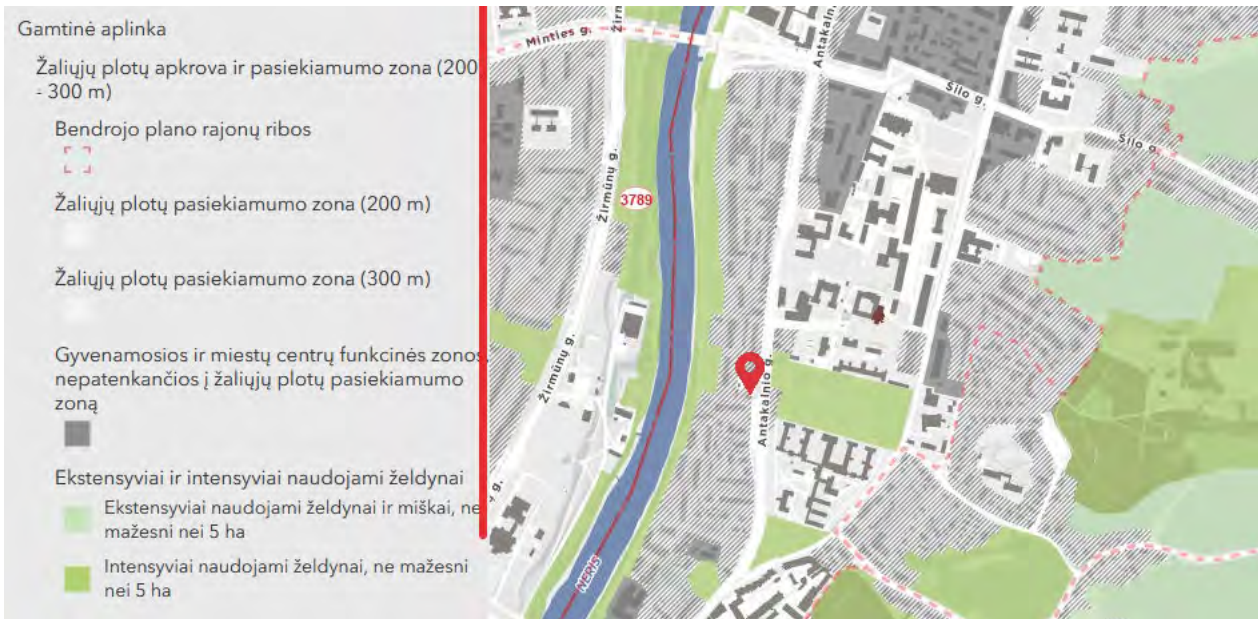 Gamtinė aplinka
Žaliųjų plotų apkrova ir pasiekiamumo zona (200
- 300 m)
Bendrojo plano rajonų ribos
Žaliųjų plotų pasiekiamumo zona (200 m)
Žaliųjų plotų pasiekiamumo zona (300 m)
Gyvenamosios ir miestų centrų funkcinės zonos,
nepatenkančios į žaliųjų plotų pasiekiamumo
zoną
Ekstensyviai ir intensyviai naudojami želdynai
Ekstensyviai naudojami želdynai ir miškai, ne
mažesni nei 5 ha
Intensyviai naudojami želdynai, ne mažesni
nei 5 ha
Minties g.
Šilo g.
Šilo g.
Žirmūnų g.
3789
Žirmūnų g.
Antakalnio g.
NERIS